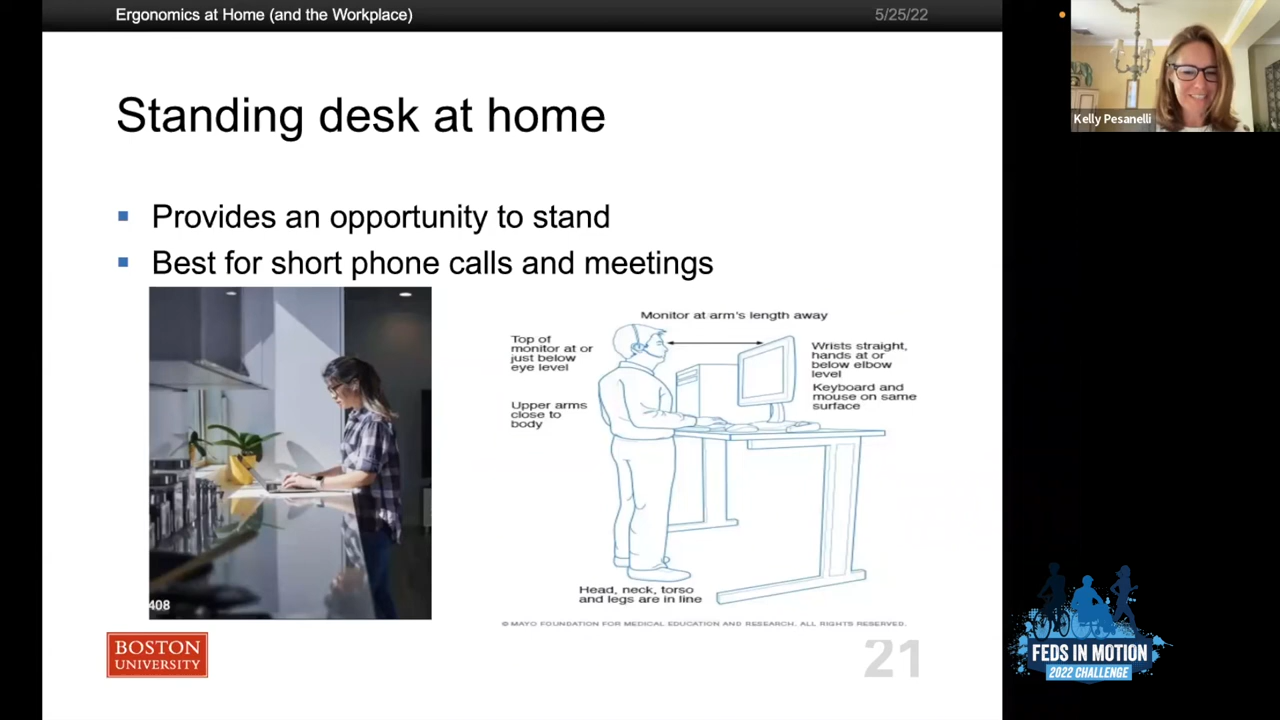 Ergonomics at Home (and the Workplace)
5/25/22
Kelly Pesanelli
Standing desk at home
Provides an opportunity to stand
Best for short phone calls and meetings
408
Monitor at arm's length away
Top of
monitor at or
just below
eye level
Upper arms
close to
body
Wrists straight,
hands at or
below elbow
level
Keyboard and
mouse on same
surface
Head, neck, torso
and legs are in line
© MAYO FOUNDATION FOR MEDICAL EDUCATION AND RESEARCH. ALL RIGHTS RESERVED.
BOSTON
UNIVERSITY
21
FEDS IN MOTION
2022 CHALLENGE